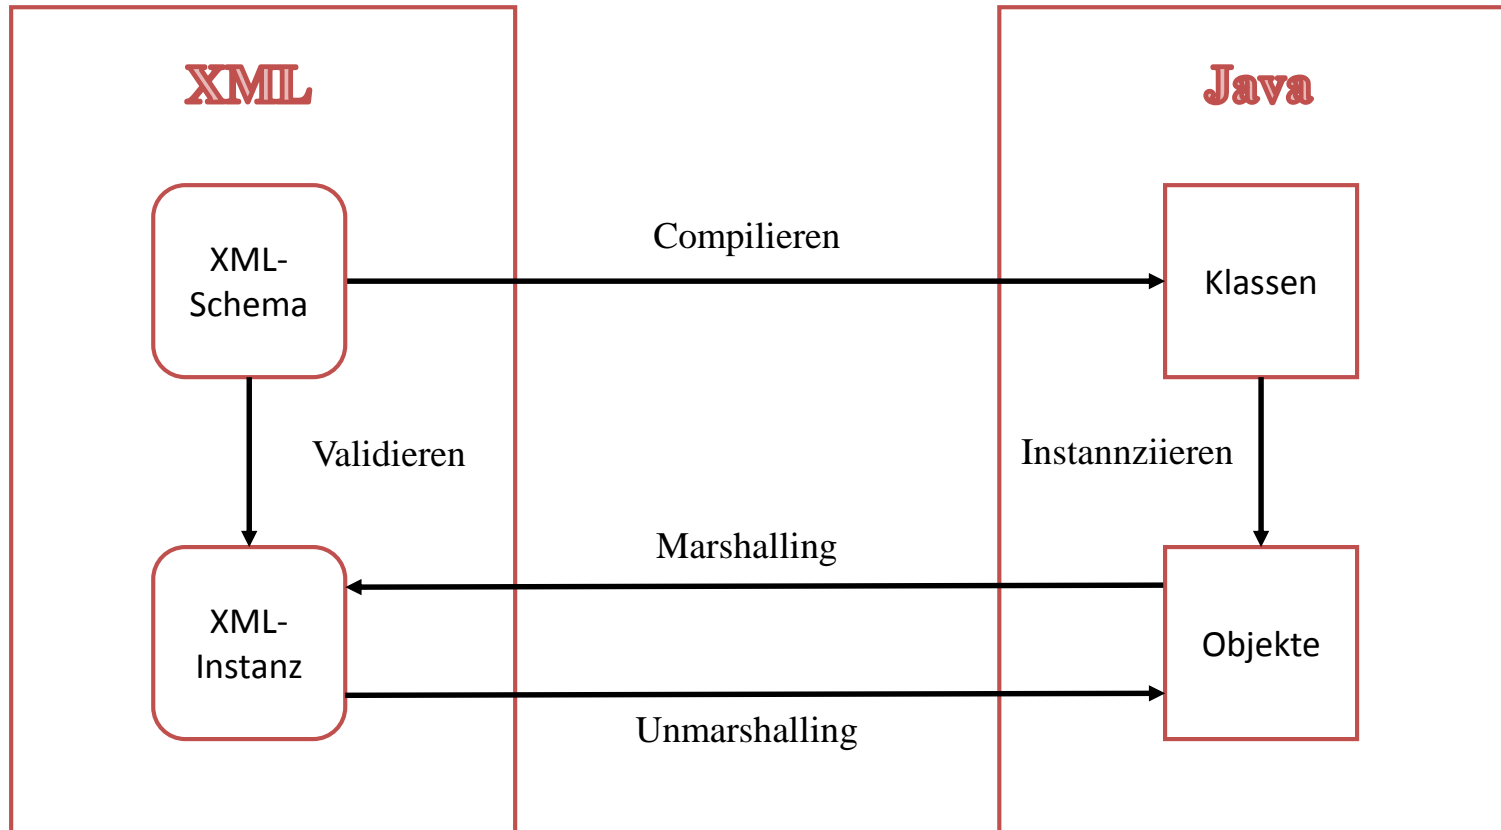 XML
Java
XML-
Schema
Compilieren
Klassen
Validieren
Instannziieren
Marshalling
XML-
Instanz
Objekte
Unmarshalling